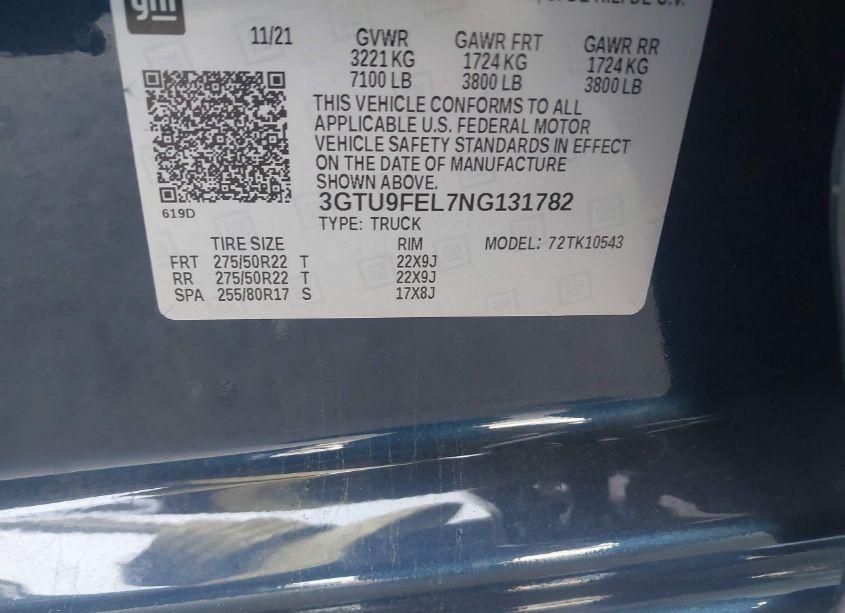 gm
DE R.L. DE C.V.
11/21
GVWR
3221 KG
7100 LB
GAWR FRT
1724 KG
3800 LB
GAWR RR
1724 KG
3800 LB
THIS VEHICLE CONFORMS TO ALL
APPLICABLE U.S. FEDERAL MOTOR
VEHICLE SAFETY STANDARDS IN EFFECT
ON THE DATE OF MANUFACTURE
SHOWN ABOVE.
619D
3GTU9FEL7NG131782
TYPE: TRUCK
TIRE SIZE RIM MODEL: 72TK10543
FRT 275/50R22 T 22X9J
RR 275/50R22 T 22X9J
SPA 255/80R17 S 17X8J